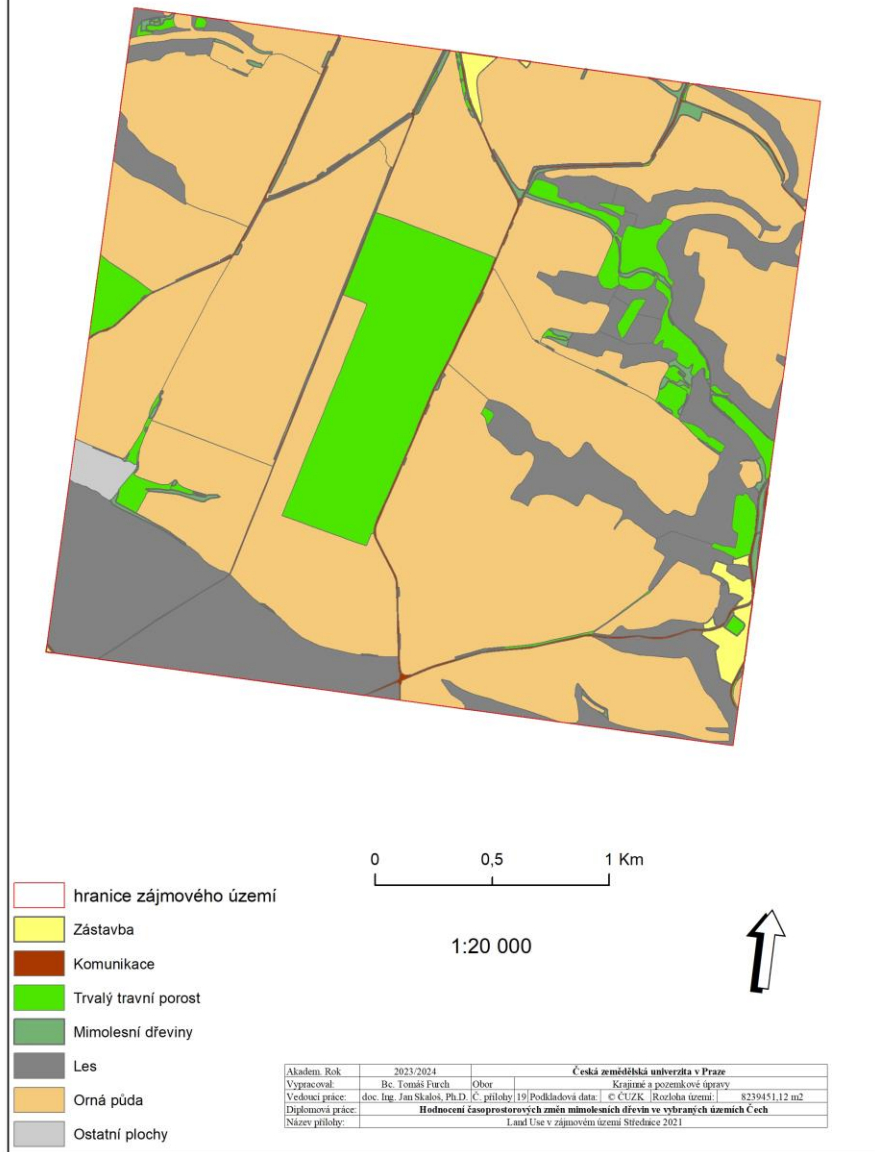 0 0,5 1 Km
hranice zájmového území
Zástavba
1:20 000
Komunikace
Trvalý travní porost
Mimolesní dřeviny
Les
Orná půda
Ostatní plochy
Akadem. Rok 2023/2024 Česká zemědělská univerzita v Praze
Vypracoval: Bc. Tomáš Furch Obor Krajinné a pozemkové úpravy
Vedoucí práce: doc. Ing. Jan Skaloš, Ph.D. Č. přílohy 19 Podkladová data: © ČUZK Rozloha území: 8239451,12 m2
Diplomová práce: Hodnocení časoprostorových změn mimolesních dřevin ve vybraných územích Čech
Název přílohy: Land Use v zájmovém území Střednice 2021